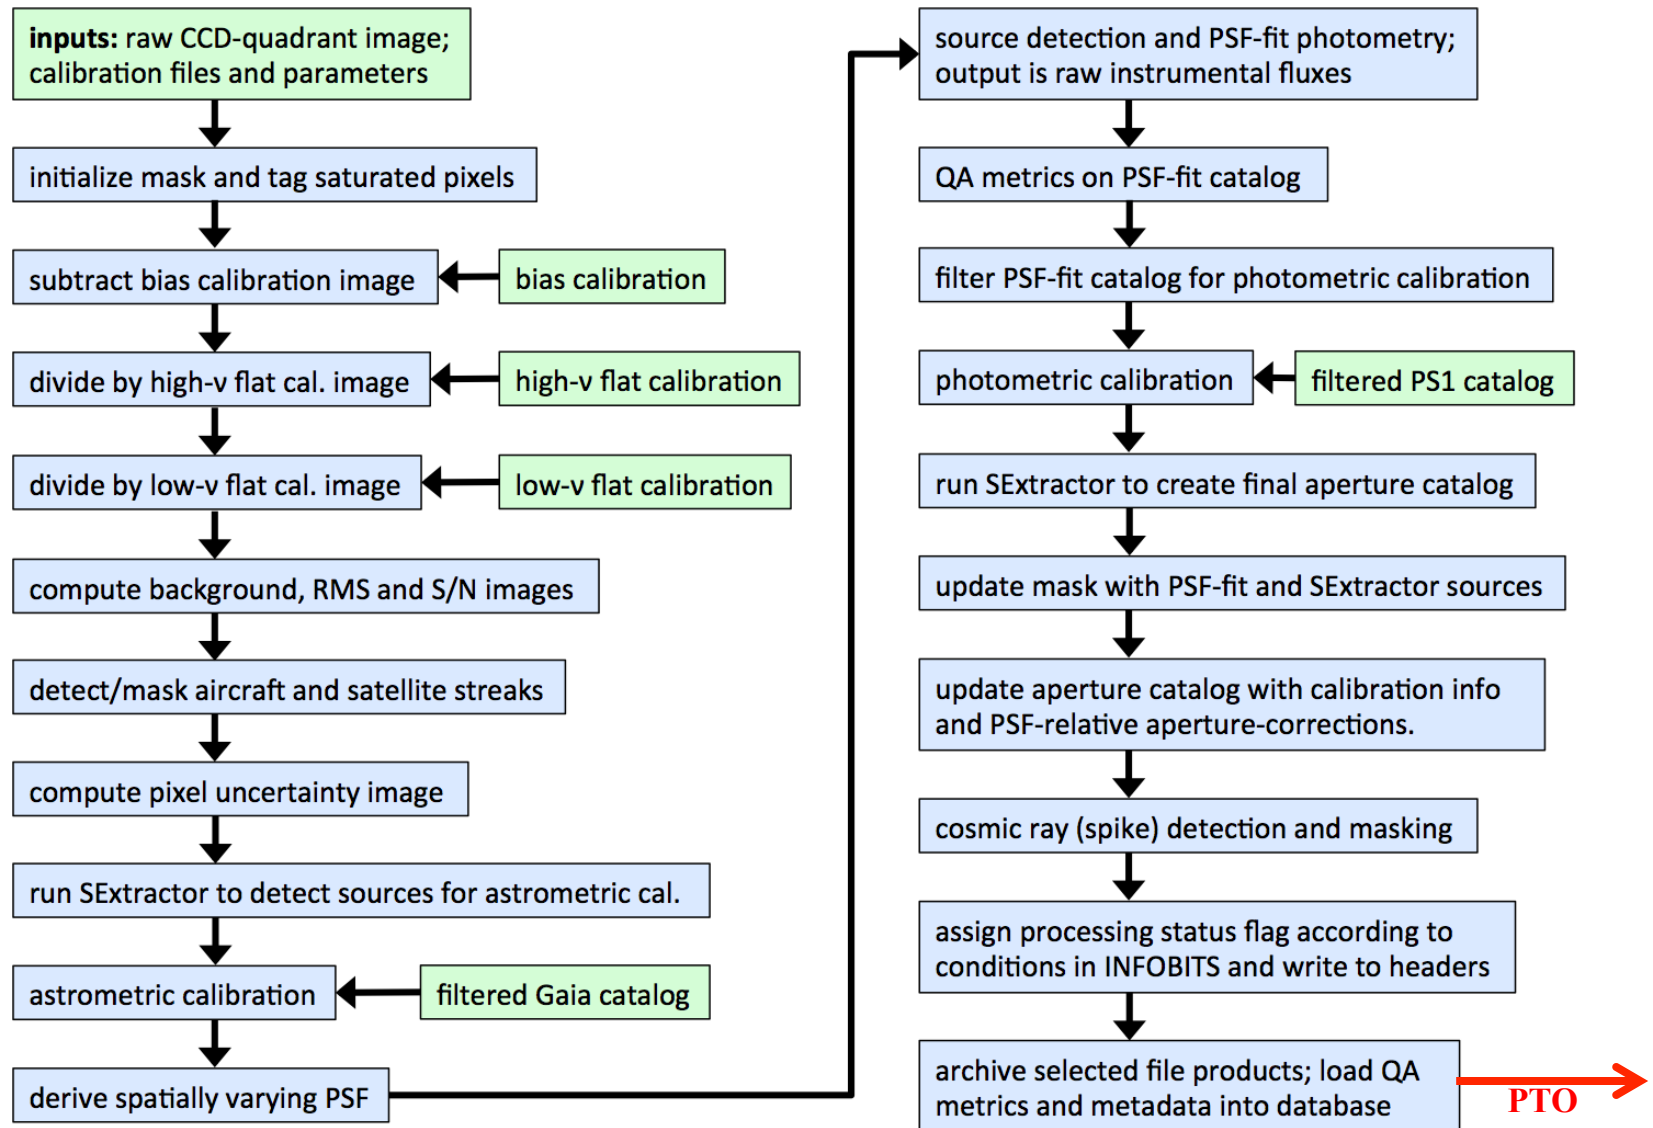 inputs: raw CCD-quadrant image;
calibration files and parameters
initialize mask and tag saturated pixels
subtract bias calibration image
bias calibration
divide by high-ν flat cal. image
high-ν flat calibration
divide by low-ν flat cal. image
low-ν flat calibration
compute background, RMS and S/N images
detect/mask aircraft and satellite streaks
compute pixel uncertainty image
run SExtractor to detect sources for astrometric cal.
astrometric calibration
filtered Gaia catalog
derive spatially varying PSF
source detection and PSF-fit photometry;
output is raw instrumental fluxes
QA metrics on PSF-fit catalog
filter PSF-fit catalog for photometric calibration
photometric calibration
filtered PS1 catalog
run SExtractor to create final aperture catalog
update mask with PSF-fit and SExtractor sources
update aperture catalog with calibration info
and PSF-relative aperture-corrections.
cosmic ray (spike) detection and masking
assign processing status flag according to
conditions in INFOBITS and write to headers
archive selected file products; load QA
metrics and metadata into database
PTO